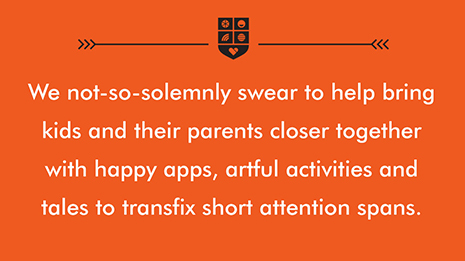 We not-so-solemnly swear to help bring
kids and their parents closer together
with happy apps, artful activities and
tales to transfix short attention spans.